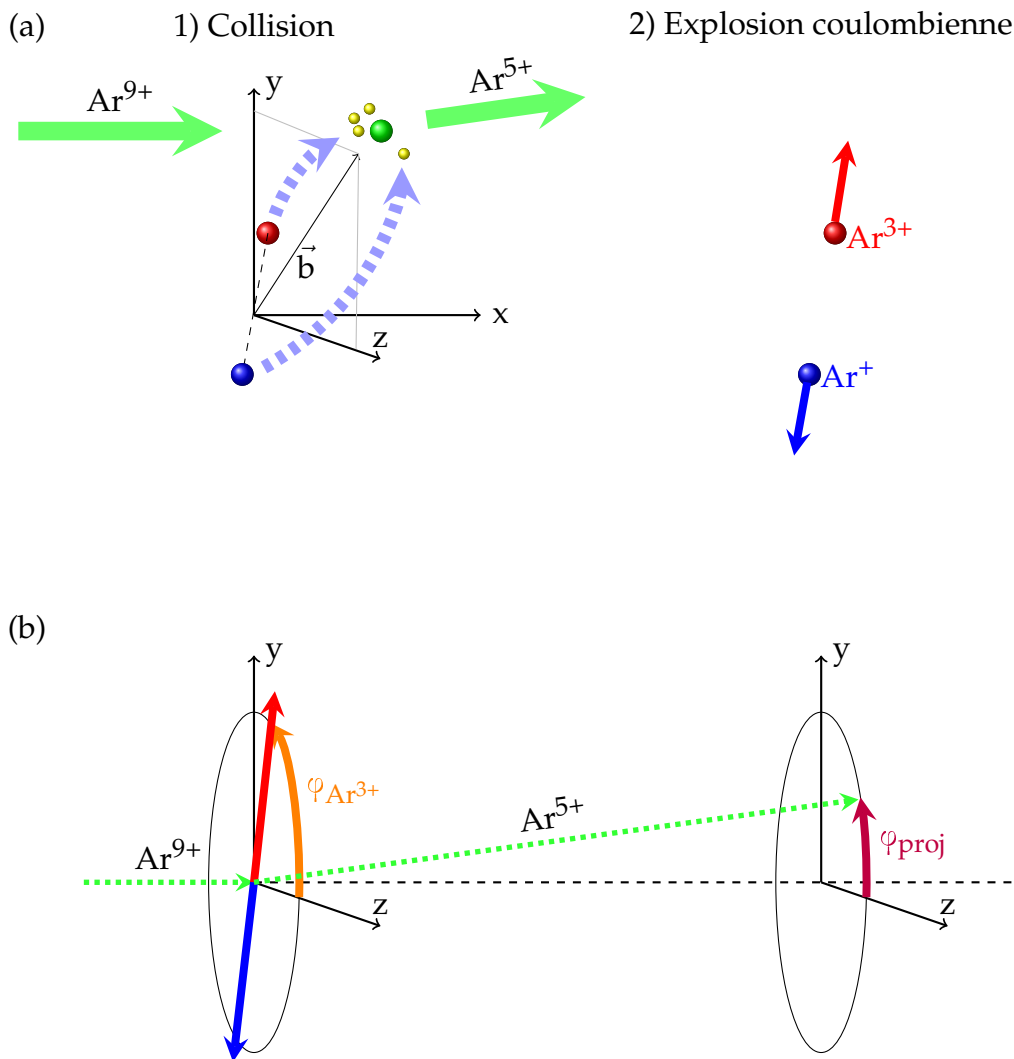 (a)
1) Collision
2) Explosion coulombienne
Ar⁹⁺
y
Ar⁵⁺
b⃗
x
z
Ar³⁺
Ar⁺
(b)
y
y
φAr³⁺
Ar⁵⁺
Ar⁹⁺
φproj
z
z